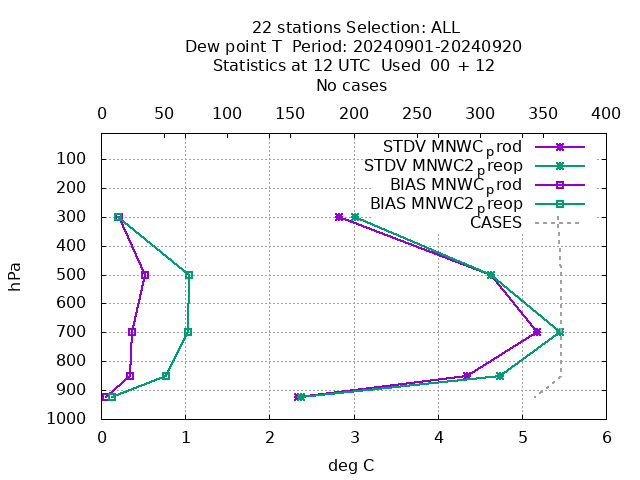 22 stations Selection: ALL
Dew point T  Period: 20240901-20240920
Statistics at 12 UTC  Used  00 + 12
No cases
0 50 100 150 200 250 300 350 400
STDV MNWC_prod
STDV MNWC2_preop
BIAS MNWC_prod
BIAS MNWC2_preop
CASES
100
200
300
400
500
600
700
800
900
1000
hPa
0 1 2 3 4 5 6
deg C